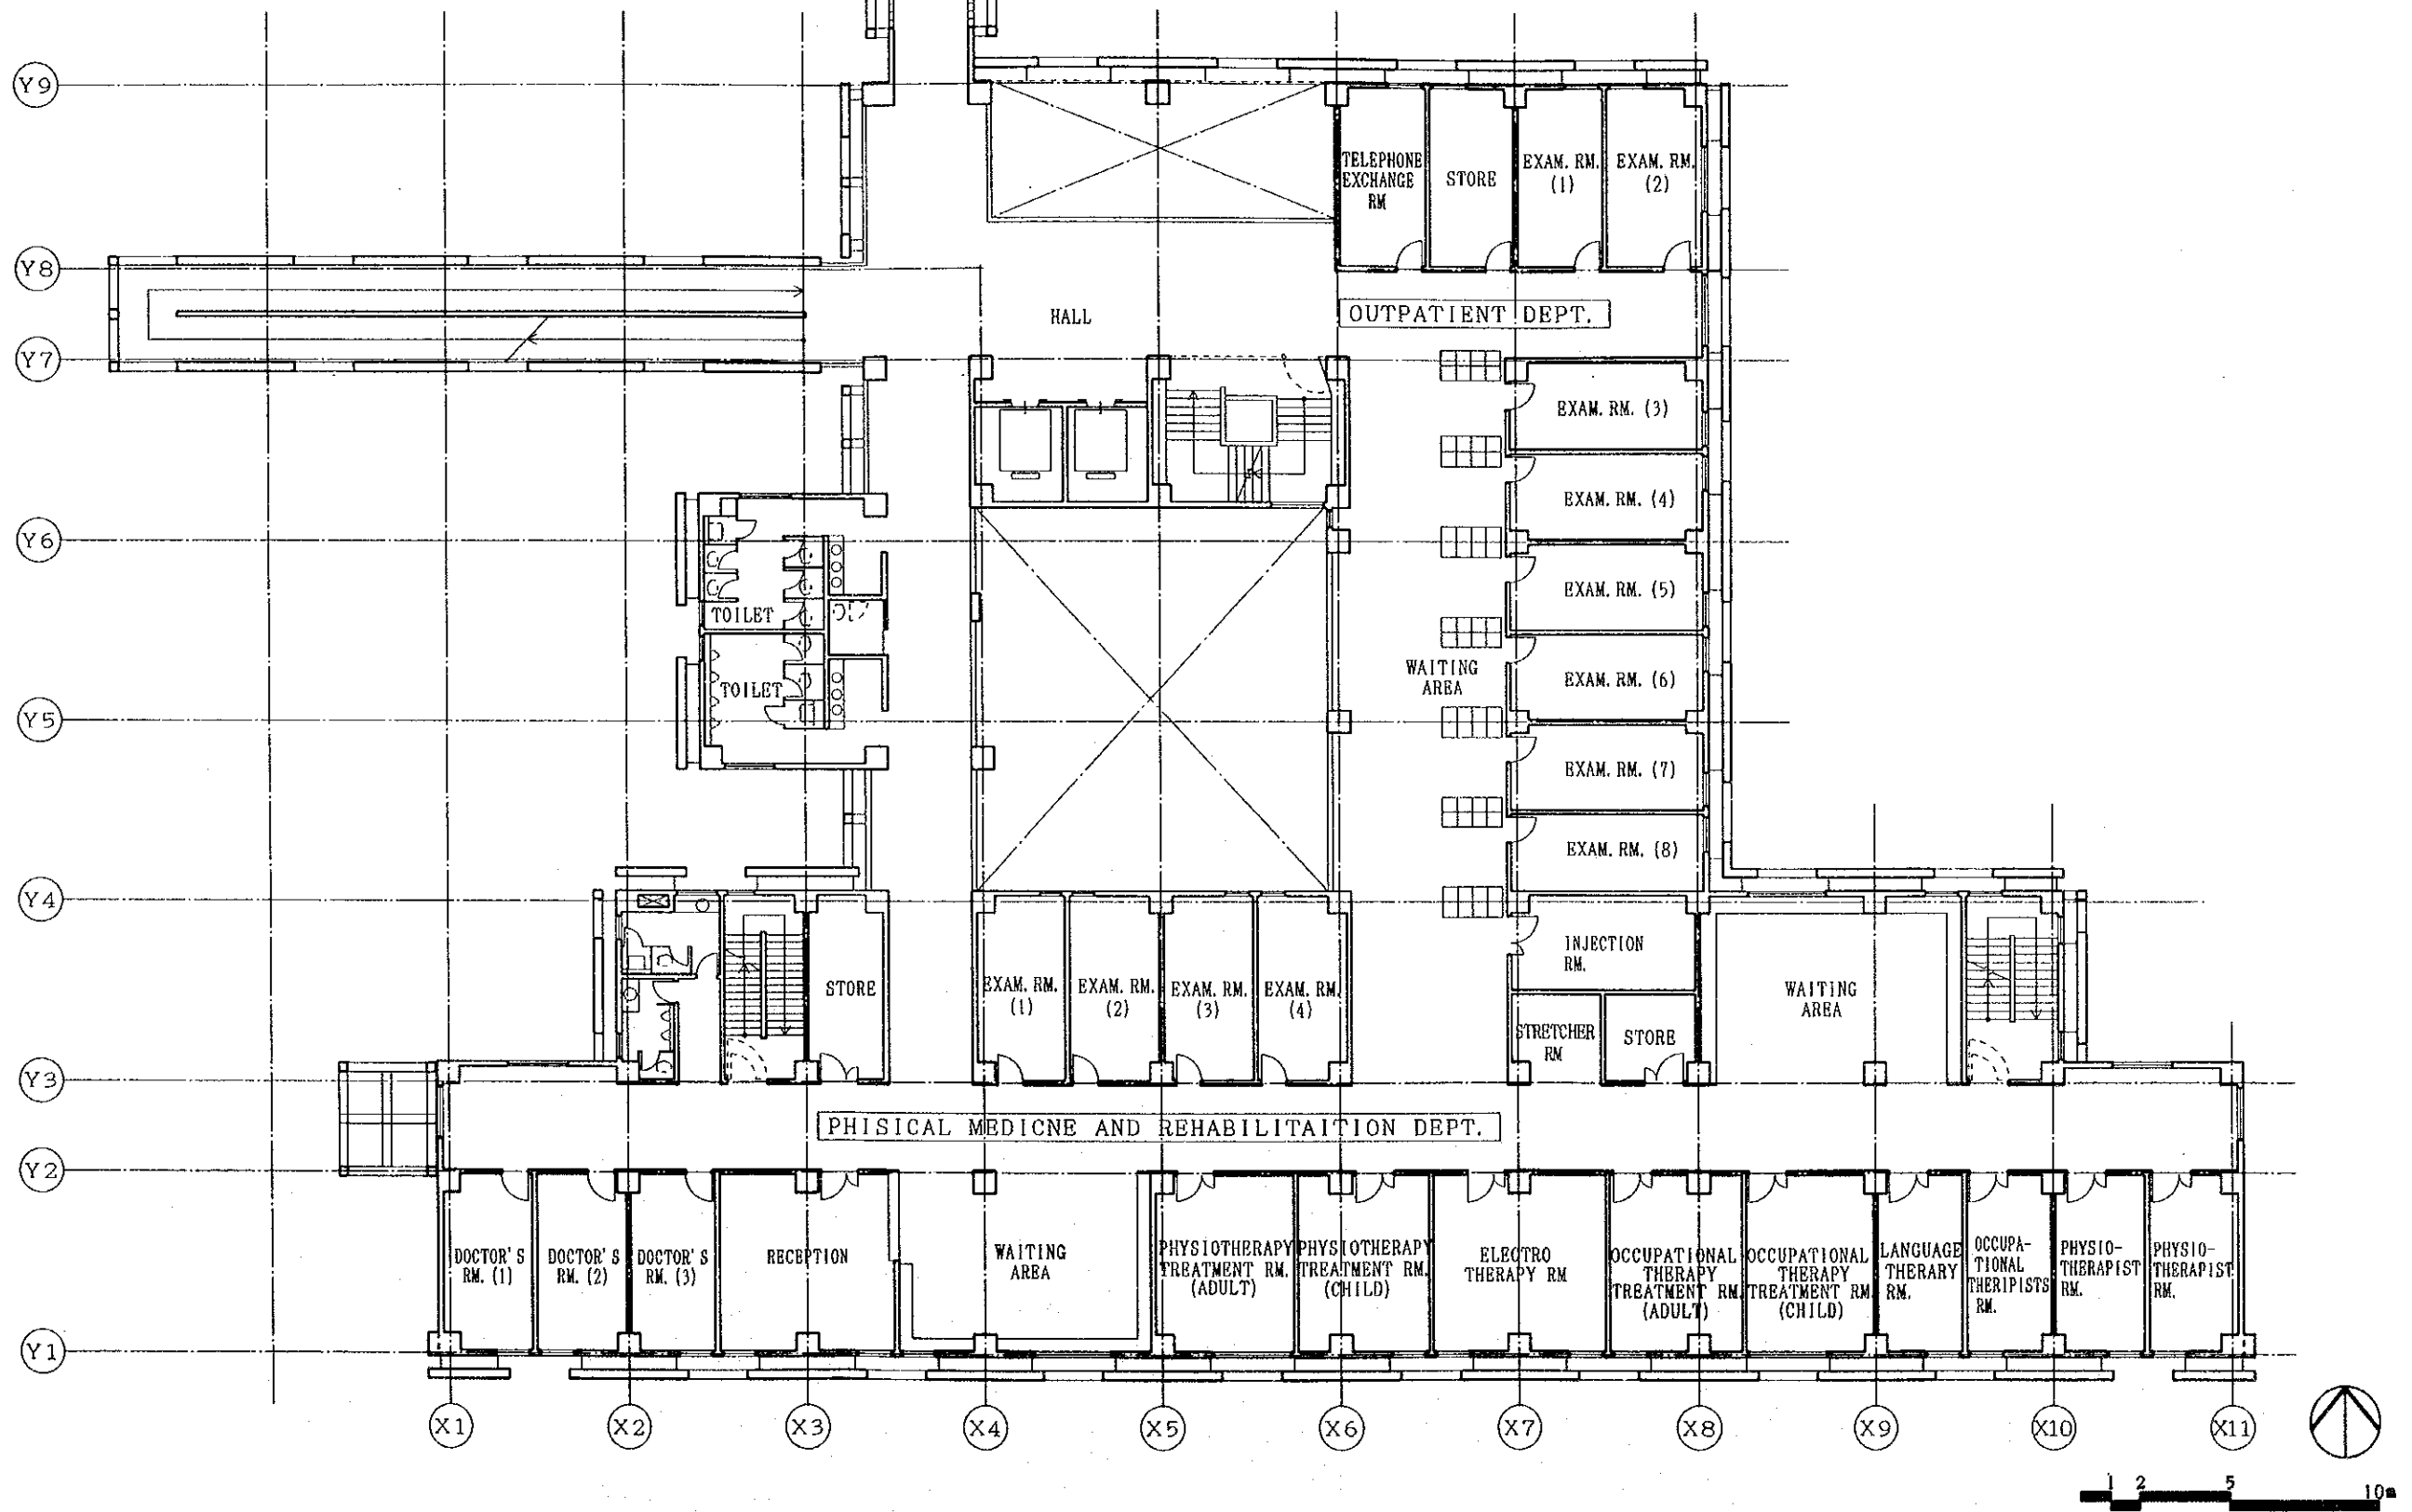 Y9
TELEPHONE
EXCHANGE
RM
STORE
EXAM. RM.
(1)
EXAM. RM.
(2)
Y8
HALL
OUTPATIENT DEPT.
Y7
EXAM. RM. (3)
EXAM. RM. (4)
Y6
EXAM. RM. (5)
TOILET
EXAM. RM. (6)
WAITING
AREA
TOILET
Y5
EXAM. RM. (7)
EXAM. RM. (8)
Y4
INJECTION
RM.
STORE
EXAM. RM.
(1)
EXAM. RM.
(2)
EXAM. RM.
(3)
EXAM. RM.
(4)
WAITING
AREA
STRETCHER
RM
STORE
Y3
PHISICAL MEDICNE AND REHABILITAITION DEPT.
Y2
DOCTOR'S
RM. (1)
DOCTOR'S
RM. (2)
DOCTOR'S
RM. (3)
RECEPTION
WAITING
AREA
PHYSIOTHERAPY
TREATMENT RM.
(ADULT)
PHYSIOTHERAPY
TREATMENT RM.
(CHILD)
ELECTRO
THERAPY RM
OCCUPATIONAL
THERAPY
TREATMENT RM.
(ADULT)
OCCUPATIONAL
THERAPY
TREATMENT RM.
(CHILD)
LANGUAGE
THERARY
RM.
OCCUPA-
TIONAL
THERIPISTS
RM.
PHYSIO-
THERAPIST
RM.
PHYSIO-
THERAPIST
RM.
Y1
X1
X2
X3
X4
X5
X6
X7
X8
X9
X10
X11
1 2 5 10m